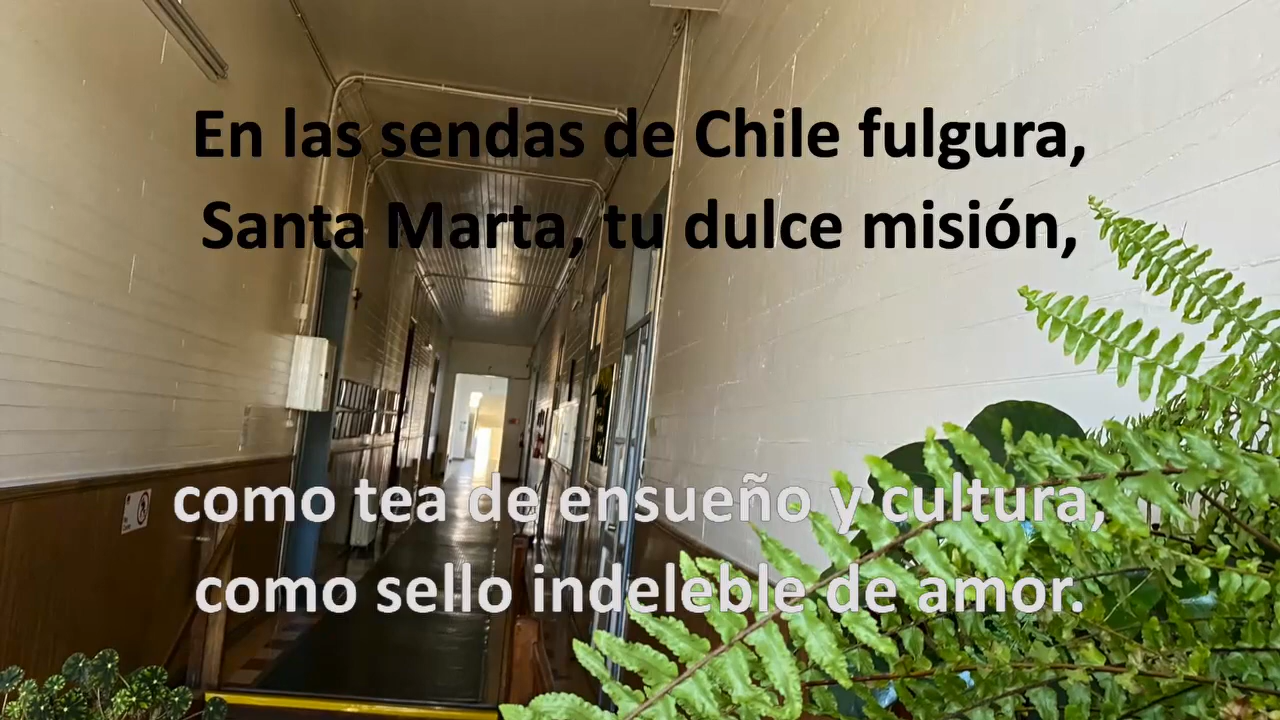 En las sendas de Chile fulgura,
Santa Marta, tu dulce misión,
como tea de ensueño y cultura,
como sello indeleble de amor.